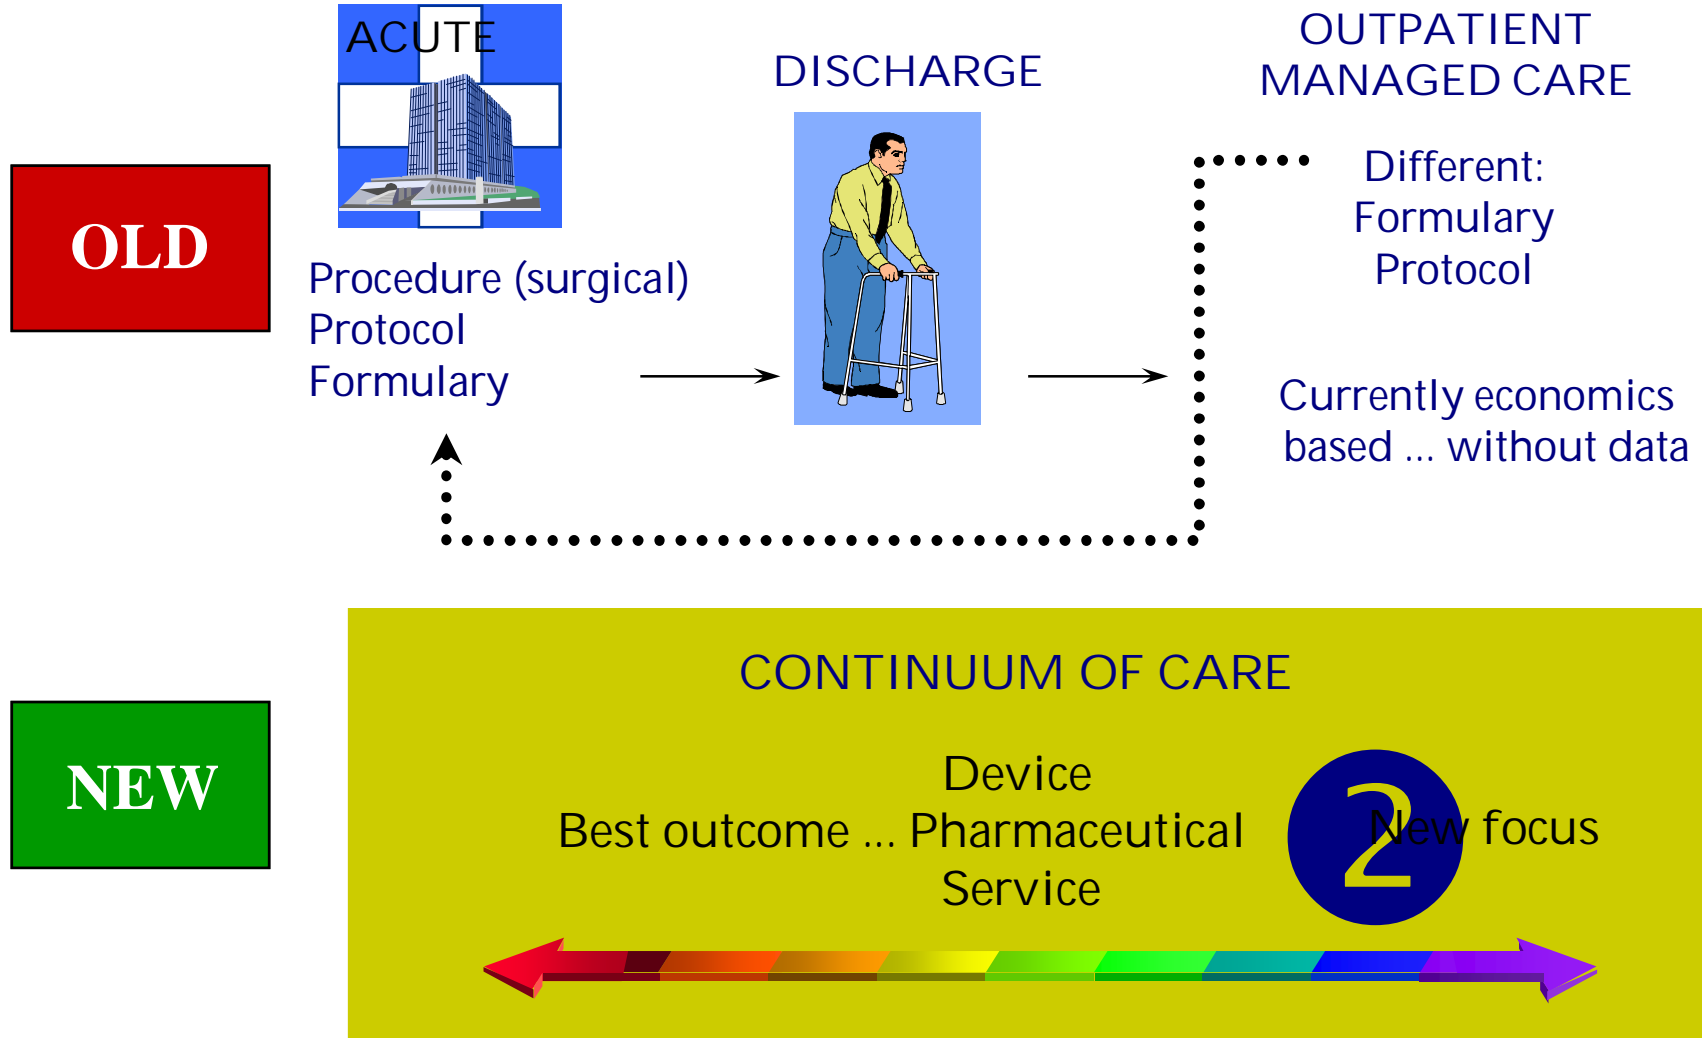 ACUTE
DISCHARGE
OUTPATIENT
MANAGED CARE
OLD
Procedure (surgical)
Protocol
Formulary
Different:
Formulary
Protocol
Currently economics
based ... without data
NEW
CONTINUUM OF CARE
Device
Best outcome ... Pharmaceutical
Service
2
New focus